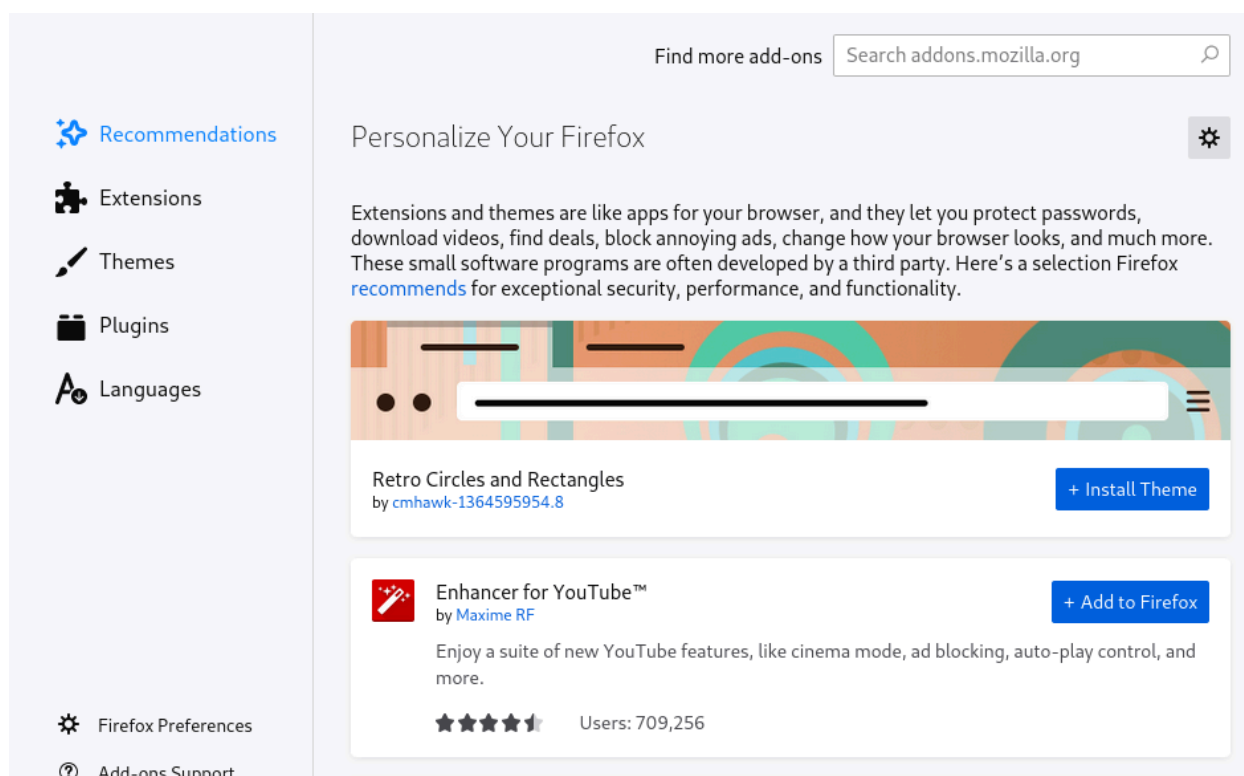 Find more add-ons
Search addons.mozilla.org
Recommendations
Extensions
Themes
Plugins
Languages
Firefox Preferences
Add-ons Support
Personalize Your Firefox
Extensions and themes are like apps for your browser, and they let you protect passwords,
download videos, find deals, block annoying ads, change how your browser looks, and much more.
These small software programs are often developed by a third party. Here’s a selection Firefox
recommends for exceptional security, performance, and functionality.
Retro Circles and Rectangles
by cmhawk-1364595954.8
+ Install Theme
Enhancer for YouTube™
by Maxime RF
+ Add to Firefox
Enjoy a suite of new YouTube features, like cinema mode, ad blocking, auto-play control, and
more.
Users: 709,256